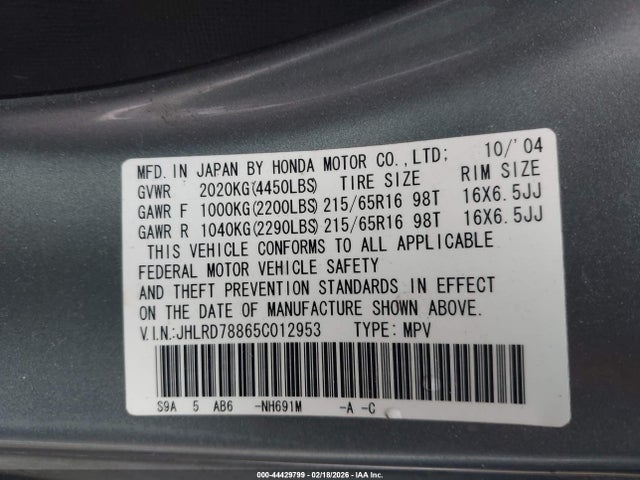 MFD. IN JAPAN BY HONDA MOTOR CO.,LTD; 10/'04
GVWR 2020KG(4450LBS) TIRE SIZE RIM SIZE
GAWR F 1000KG(2200LBS) 215/65R16 98T 16X6.5JJ
GAWR R 1040KG(2290LBS) 215/65R16 98T 16X6.5JJ
THIS VEHICLE CONFORMS TO ALL APPLICABLE
FEDERAL MOTOR VEHICLE SAFETY
AND THEFT PREVENTION STANDARDS IN EFFECT
ON THE DATE OF MANUFACTURE SHOWN ABOVE.
V.I.N.:JHLRD78865C012953 TYPE: MPV
S9A 5 AB6 -NH691M -A -C
000-44429799 - 02/18/2026 - IAA Inc.